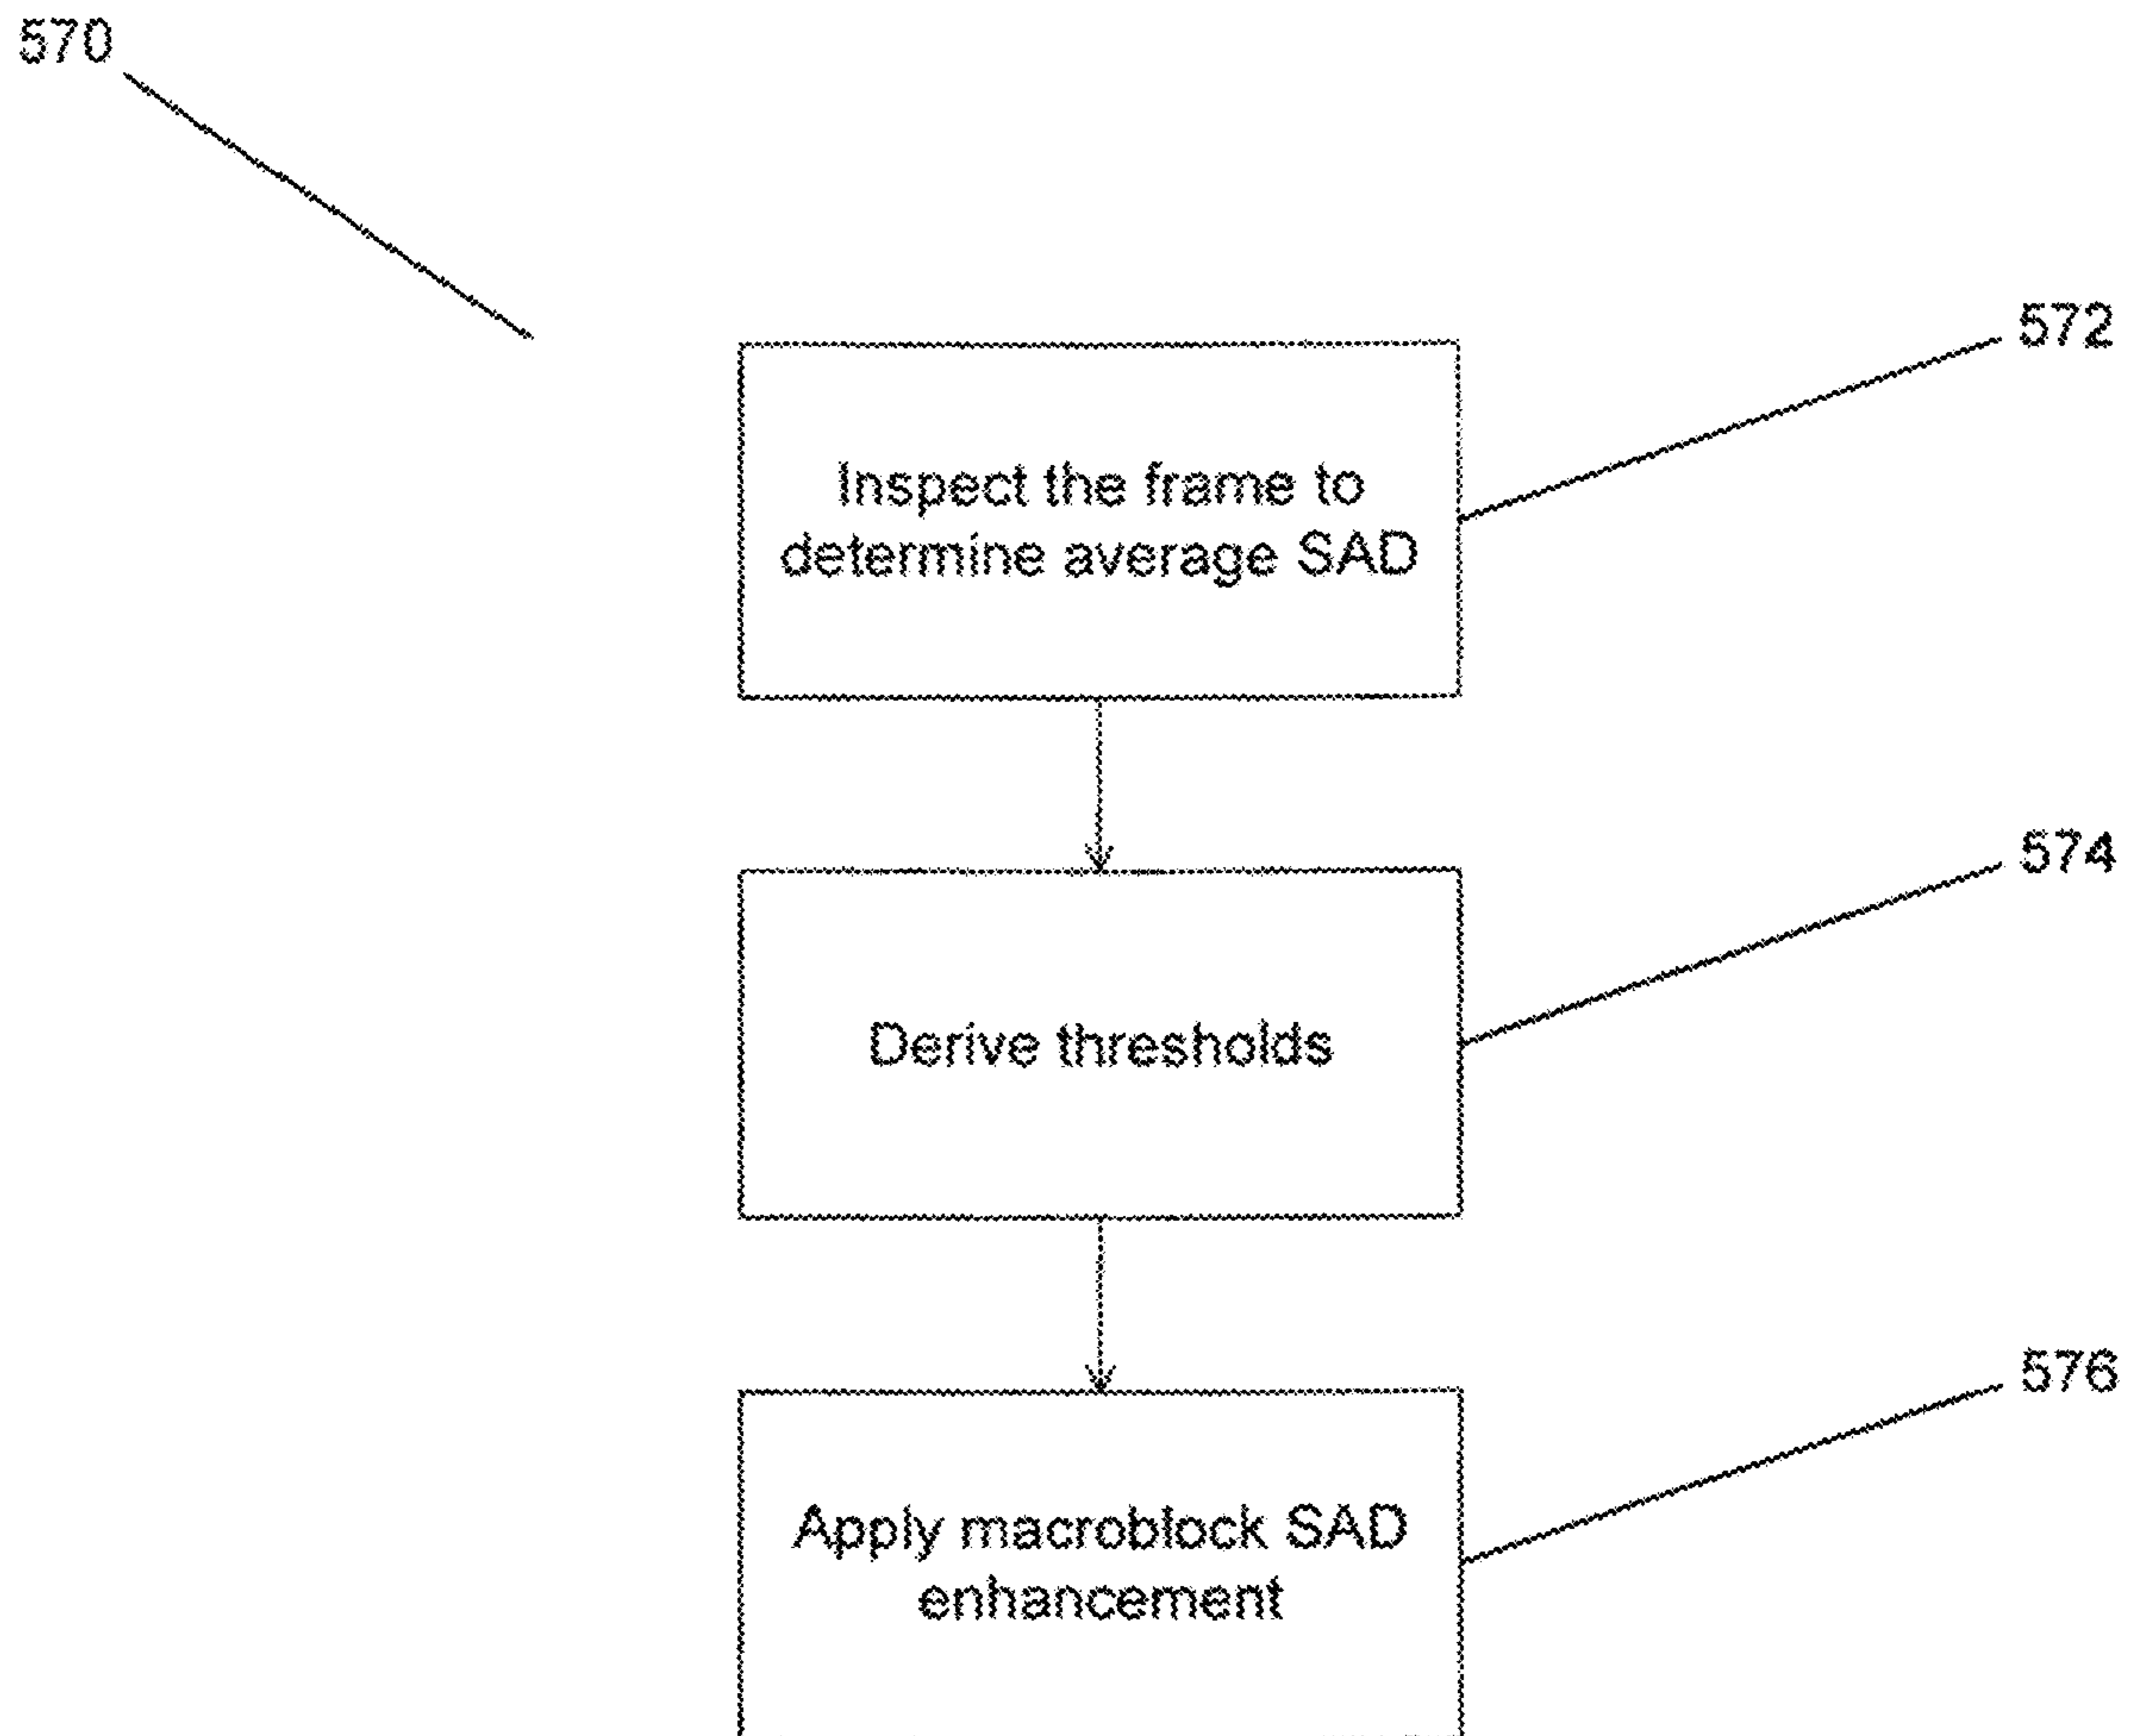 570
572
Inspect the frame to
determine average SAD
574
Derive thresholds
576
Apply macroblock SAD
enhancement